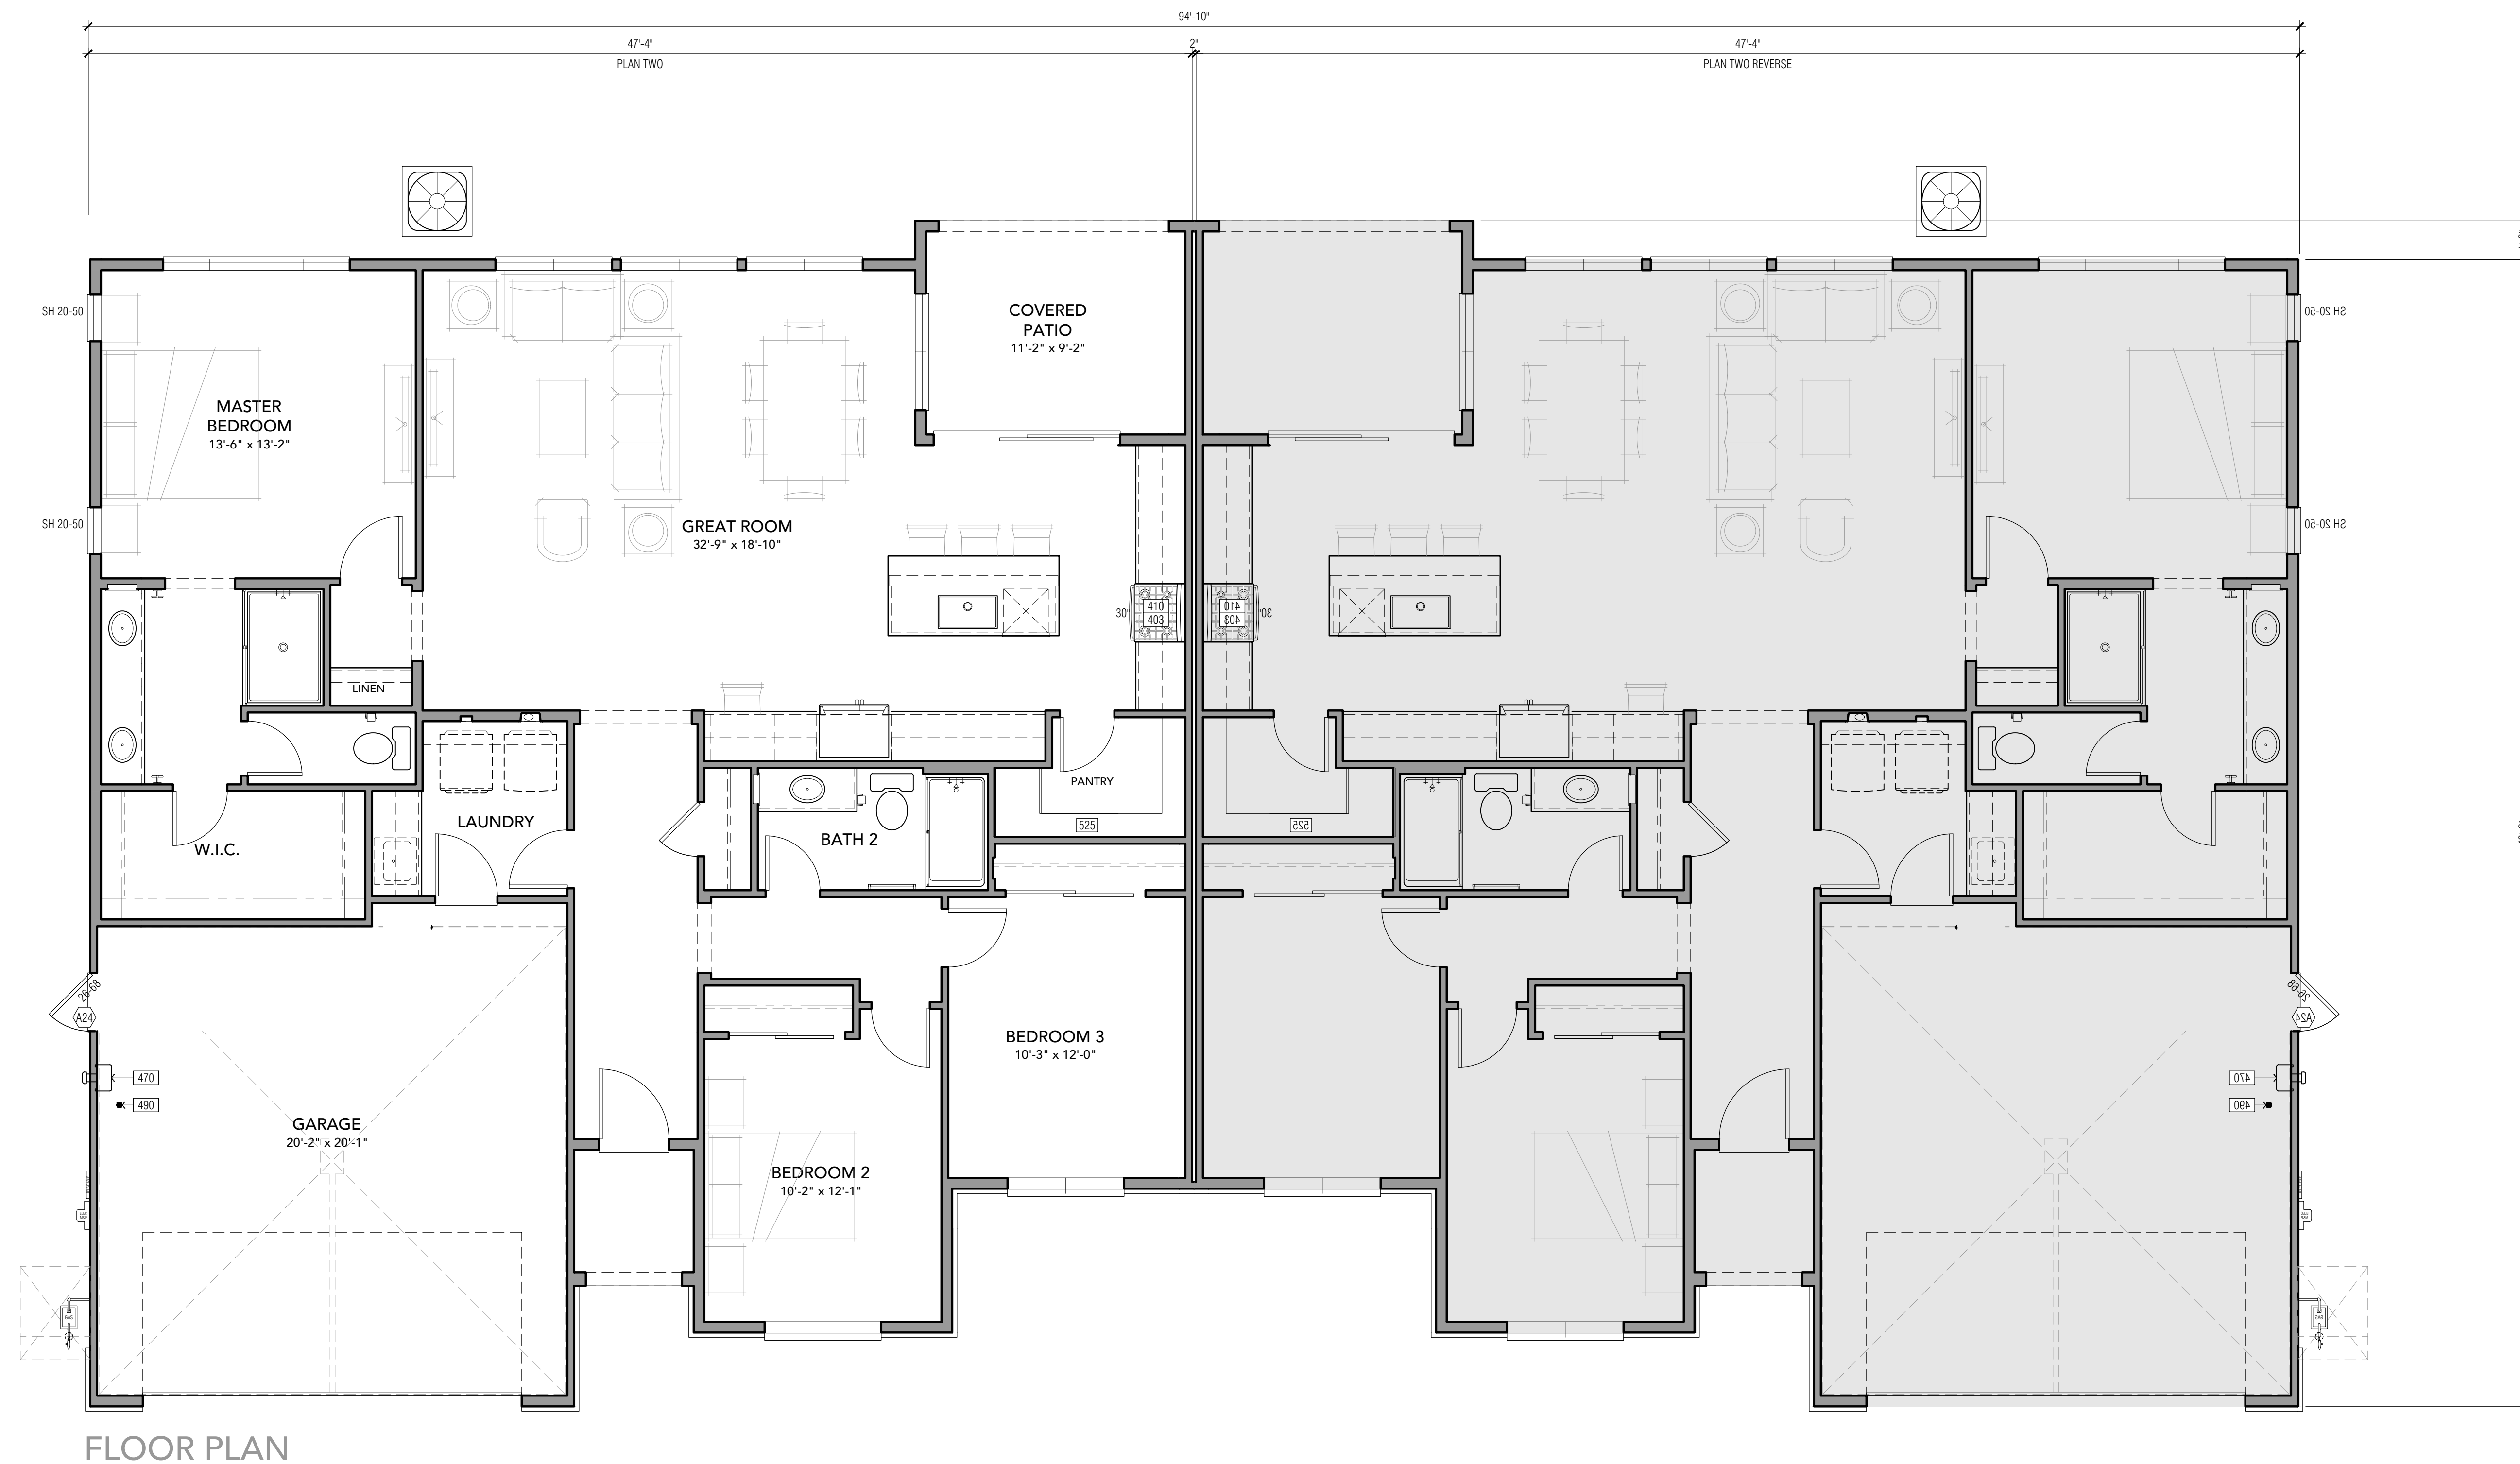 94'-10"
47'-4"
2"
47'-4"
PLAN TWO
PLAN TWO REVERSE
SH 20-50
COVERED
PATIO
11'-2" x 9'-2"
SH 20-50
MASTER
BEDROOM
13'-6" x 13'-2"
SH 20-50
GREAT ROOM
32'-9" x 18'-10"
SH 20-50
30"
410
403
410
403
30"
LINEN
PANTRY
525
525
LAUNDRY
BATH 2
W.I.C.
26-68
A24
26-68
A24
BEDROOM 3
10'-3" x 12'-0"
470
490
470
490
GARAGE
20'-2" x 20'-1"
BEDROOM 2
10'-2" x 12'-1"
GAS
GAS
FLOOR PLAN